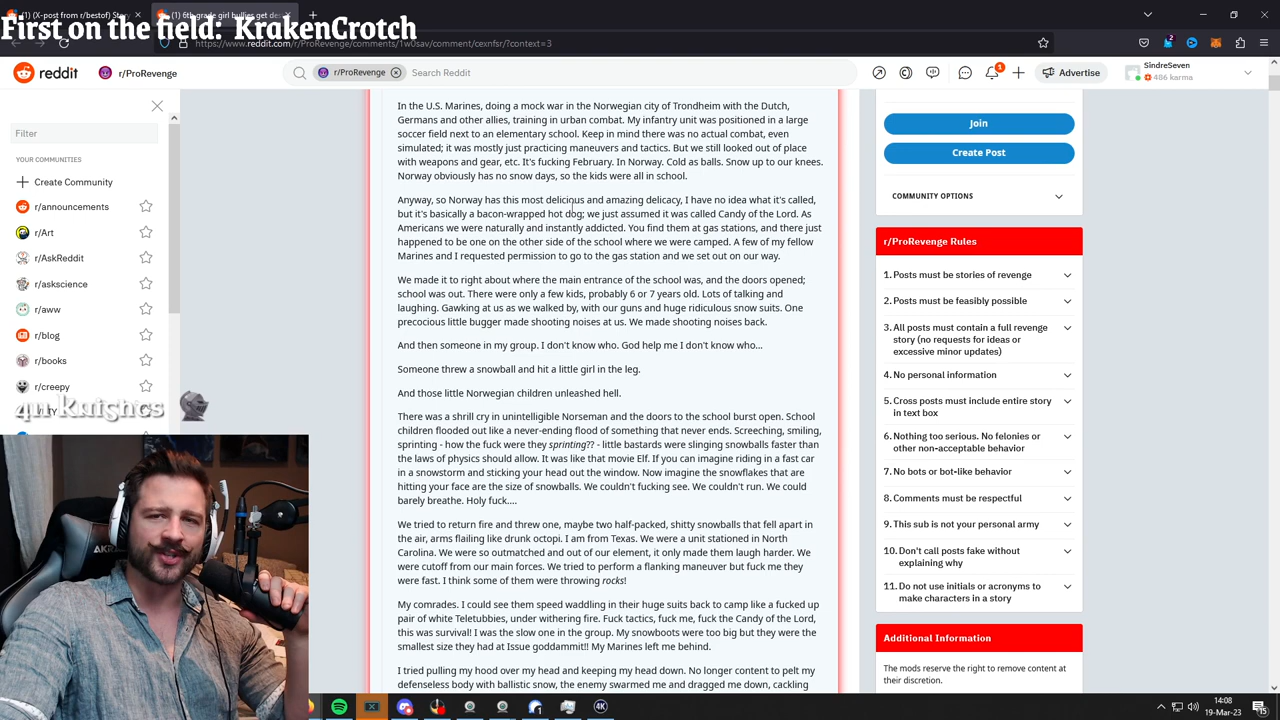 (1) (X-post from r/bestof) Story
(1) 6th grade girl bullies get des
First on the field: KrakenCrotch
https://www.reddit.com/r/ProRevenge/comments/1w0sav/comment/cexnfsr/?context=3
reddit
r/ProRevenge
r/ProRevenge
Search Reddit
1
Advertise
SindreSeven
486 karma
Filter
YOUR COMMUNITIES
Create Community
r/announcements
r/Art
r/AskReddit
r/askscience
r/aww
r/blog
r/books
r/creepy
4U Knights
In the U.S. Marines, doing a mock war in the Norwegian city of Trondheim with the Dutch,
Germans and other allies, training in urban combat. My infantry unit was positioned in a large
soccer field next to an elementary school. Keep in mind there was no actual combat, even
simulated; it was mostly just practicing maneuvers and tactics. But we still looked out of place
with weapons and gear, etc. It's fucking February. In Norway. Cold as balls. Snow up to our knees.
Norway obviously has no snow days, so the kids were all in school.
Anyway, so Norway has this most delicious and amazing delicacy, I have no idea what it's called,
but it's basically a bacon-wrapped hot dog; we just assumed it was called Candy of the Lord. As
Americans we were naturally and instantly addicted. You find them at gas stations, and there just
happened to be one on the other side of the school where we were camped. A few of my fellow
Marines and I requested permission to go to the gas station and we set out on our way.
We made it to right about where the main entrance of the school was, and the doors opened;
school was out. There were only a few kids, probably 6 or 7 years old. Lots of talking and
laughing. Gawking at us as we walked by, with our guns and huge ridiculous snow suits. One
precocious little bugger made shooting noises at us. We made shooting noises back.
And then someone in my group. I don't know who. God help me I don't know who...
Someone threw a snowball and hit a little girl in the leg.
And those little Norwegian children unleashed hell.
There was a shrill cry in unintelligible Norseman and the doors to the school burst open. School
children flooded out like a never-ending flood of something that never ends. Screeching, smiling,
sprinting - how the fuck were they sprinting?? - little bastards were slinging snowballs faster than
the laws of physics should allow. It was like that movie Elf. If you can imagine riding in a fast car
in a snowstorm and sticking your head out the window. Now imagine the snowflakes that are
hitting your face are the size of snowballs. We couldn't fucking see. We couldn't run. We could
barely breathe. Holy fuck....
We tried to return fire and threw one, maybe two half-packed, shitty snowballs that fell apart in
the air, arms flailing like drunk octopi. I am from Texas. We were a unit stationed in North
Carolina. We were so outmatched and out of our element, it only made them laugh harder. We
were cutoff from our main forces. We tried to perform a flanking maneuver but fuck me they
were fast. I think some of them were throwing rocks!
My comrades. I could see them speed waddling in their huge suits back to camp like a fucked up
pair of white Teletubbies, under withering fire. Fuck tactics, fuck me, fuck the Candy of the Lord,
this was survival! I was the slow one in the group. My snowboots were too big but they were the
smallest size they had at Issue goddammit!! My Marines left me behind.
I tried pulling my hood over my head and keeping my head down. No longer content to pelt my
defenseless body with ballistic snow, the enemy swarmed me and dragged me down, cackling
Join
Create Post
COMMUNITY OPTIONS
r/ProRevenge Rules
1. Posts must be stories of revenge
2. Posts must be feasibly possible
3. All posts must contain a full revenge
story (no requests for ideas or
excessive minor updates)
4. No personal information
5. Cross posts must include entire story
in text box
6. Nothing too serious. No felonies or
other non-acceptable behavior
7. No bots or bot-like behavior
8. Comments must be respectful
9. This sub is not your personal army
10. Don't call posts fake without
explaining why
11. Do not use initials or acronyms to
make characters in a story
Additional Information
The mods reserve the right to remove content at
their discretion.
AKR
14:08
19-Mar-23